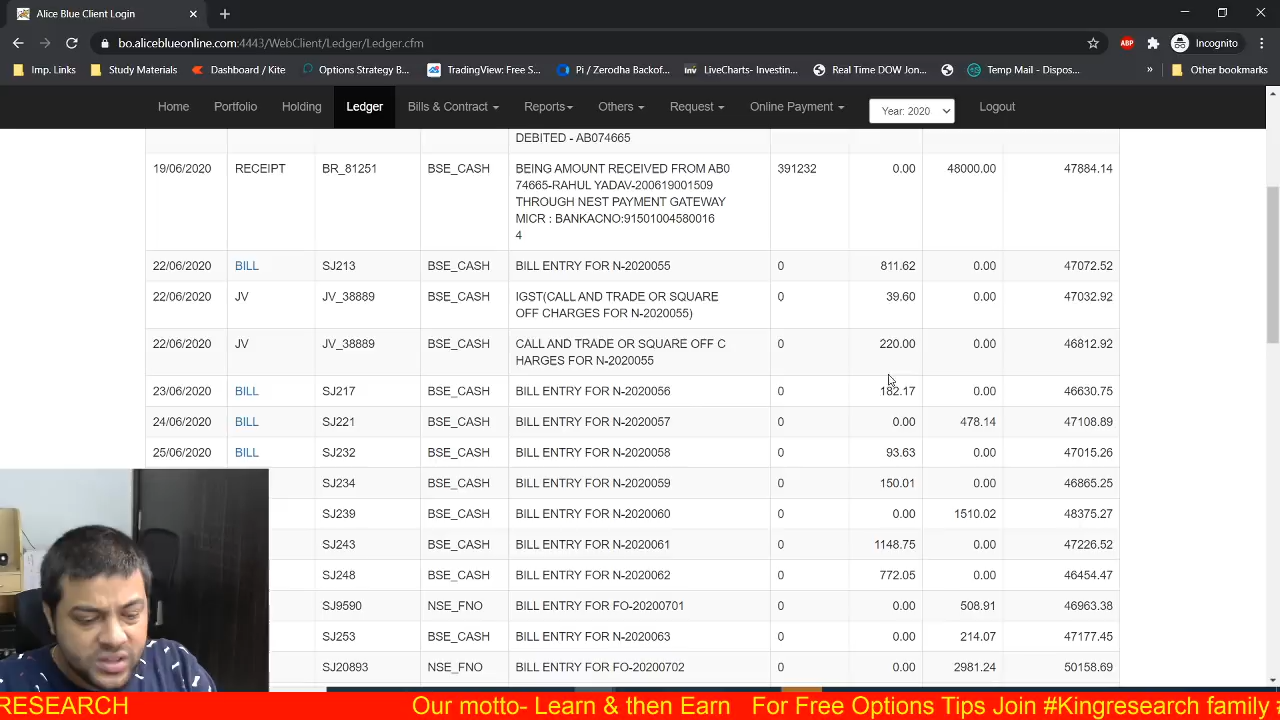 Alice Blue Client Login
bo.aliceblueonline.com:4443/WebClient/Ledger/Ledger.cfm
ABP
Incognito
Imp. Links
Study Materials
Dashboard / Kite
Options Strategy B...
TradingView: Free S...
Pi / Zerodha Backof...
Inv LiveCharts- Investin...
Real Time DOW Jon...
Temp Mail - Dispos...
Other bookmarks
Home Portfolio Holding Ledger Bills & Contract Reports Others Request Online Payment Year: 2020 Logout
DEBITED - AB074665
19/06/2020 RECEIPT BR_81251 BSE_CASH BEING AMOUNT RECEIVED FROM AB0 391232 0.00 48000.00 47884.14
74665-RAHUL YADAV-200619001509
THROUGH NEST PAYMENT GATEWAY
MICR : BANKACNO:91501004580016
4
22/06/2020 BILL SJ213 BSE_CASH BILL ENTRY FOR N-2020055 0 811.62 0.00 47072.52
22/06/2020 JV JV_38889 BSE_CASH IGST(CALL AND TRADE OR SQUARE 0 39.60 0.00 47032.92
OFF CHARGES FOR N-2020055)
22/06/2020 JV JV_38889 BSE_CASH CALL AND TRADE OR SQUARE OFF C 0 220.00 0.00 46812.92
HARGES FOR N-2020055
23/06/2020 BILL SJ217 BSE_CASH BILL ENTRY FOR N-2020056 0 182.17 0.00 46630.75
24/06/2020 BILL SJ221 BSE_CASH BILL ENTRY FOR N-2020057 0 0.00 478.14 47108.89
25/06/2020 BILL SJ232 BSE_CASH BILL ENTRY FOR N-2020058 0 93.63 0.00 47015.26
SJ234 BSE_CASH BILL ENTRY FOR N-2020059 0 150.01 0.00 46865.25
SJ239 BSE_CASH BILL ENTRY FOR N-2020060 0 0.00 1510.02 48375.27
SJ243 BSE_CASH BILL ENTRY FOR N-2020061 0 1148.75 0.00 47226.52
SJ248 BSE_CASH BILL ENTRY FOR N-2020062 0 772.05 0.00 46454.47
SJ9590 NSE_FNO BILL ENTRY FOR FO-20200701 0 0.00 508.91 46963.38
SJ253 BSE_CASH BILL ENTRY FOR N-2020063 0 0.00 214.07 47177.45
SJ20893 NSE_FNO BILL ENTRY FOR FO-20200702 0 0.00 2981.24 50158.69
RESEARCH Our motto- Learn & then Earn For Free Options Tips Join #Kingresearch family